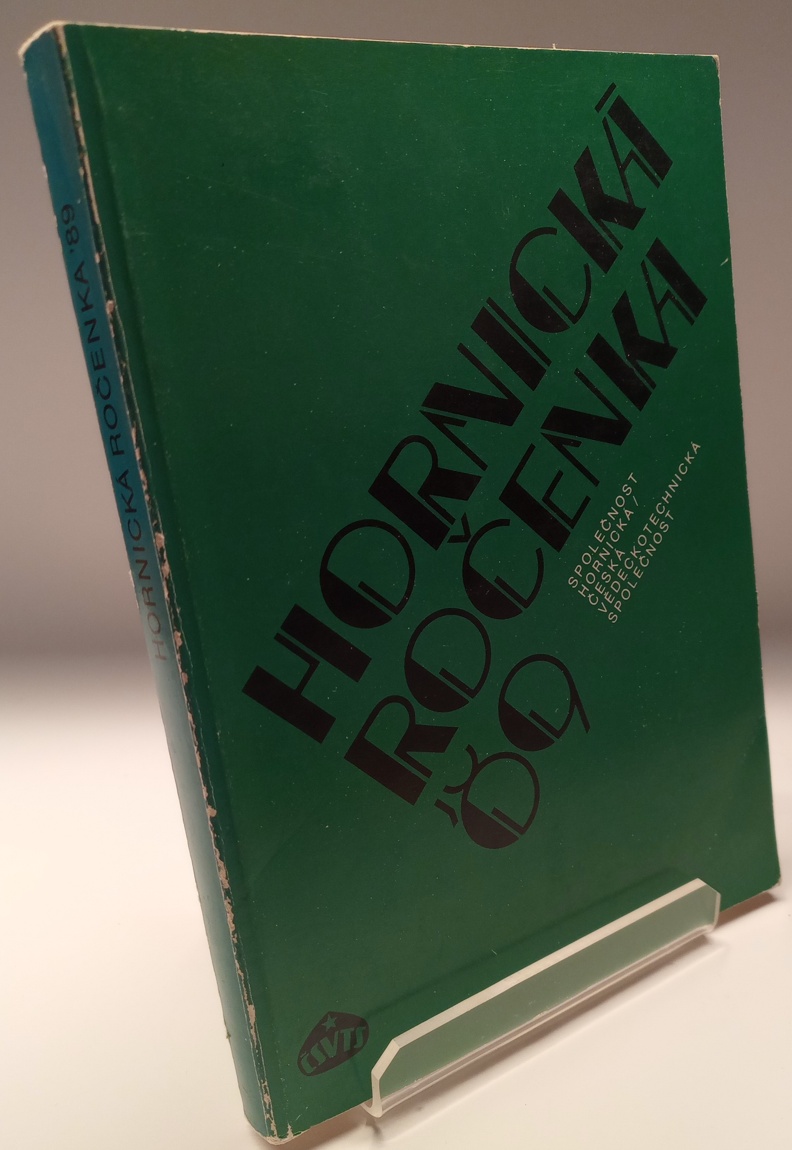 HORNICKÁ
ROČENKA
'89
SPOLEČNOST
HORNICKÁ /
ČESKÁ
VĚDECKOTECHNICKÁ
SPOLEČNOST
ČSVTS
HORNICKÁ ROČENKA '89